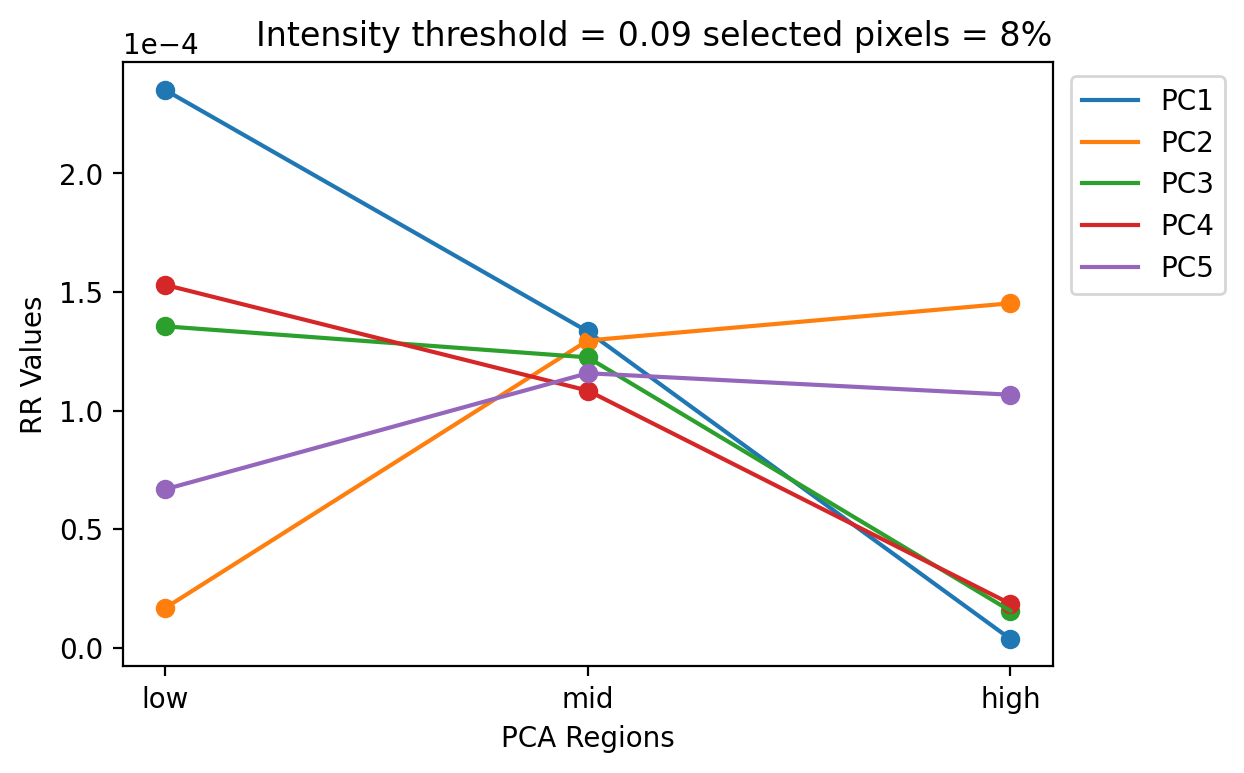 Intensity threshold = 0.09 selected pixels = 8%
1e−4
2.0
1.5
1.0
0.5
0.0
RR Values
low mid high
PCA Regions
PC1
PC2
PC3
PC4
PC5